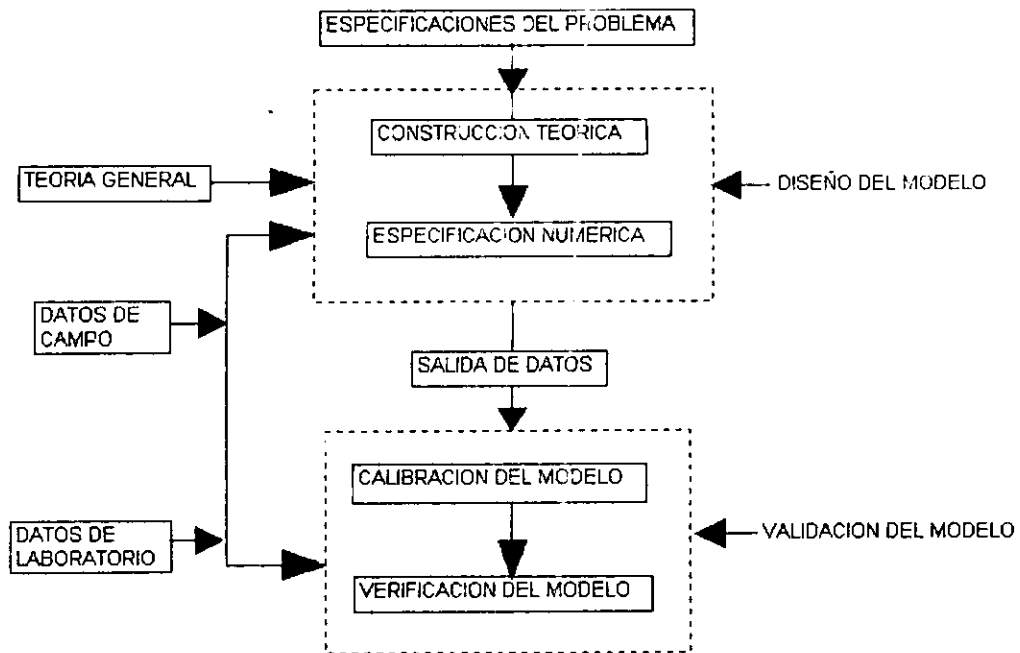 ESPECIFICACIONES DEL PROBLEMA
CONSTRUCCION TEORICA
TEORIA GENERAL
DISEÑO DEL MODELO
ESPECIFICACION NUMERICA
DATOS DE
CAMPO
SALIDA DE DATOS
CALIBRACION DEL MODELO
DATOS DE
LABORATORIO
VALIDACION DEL MODELO
VERIFICACION DEL MODELO